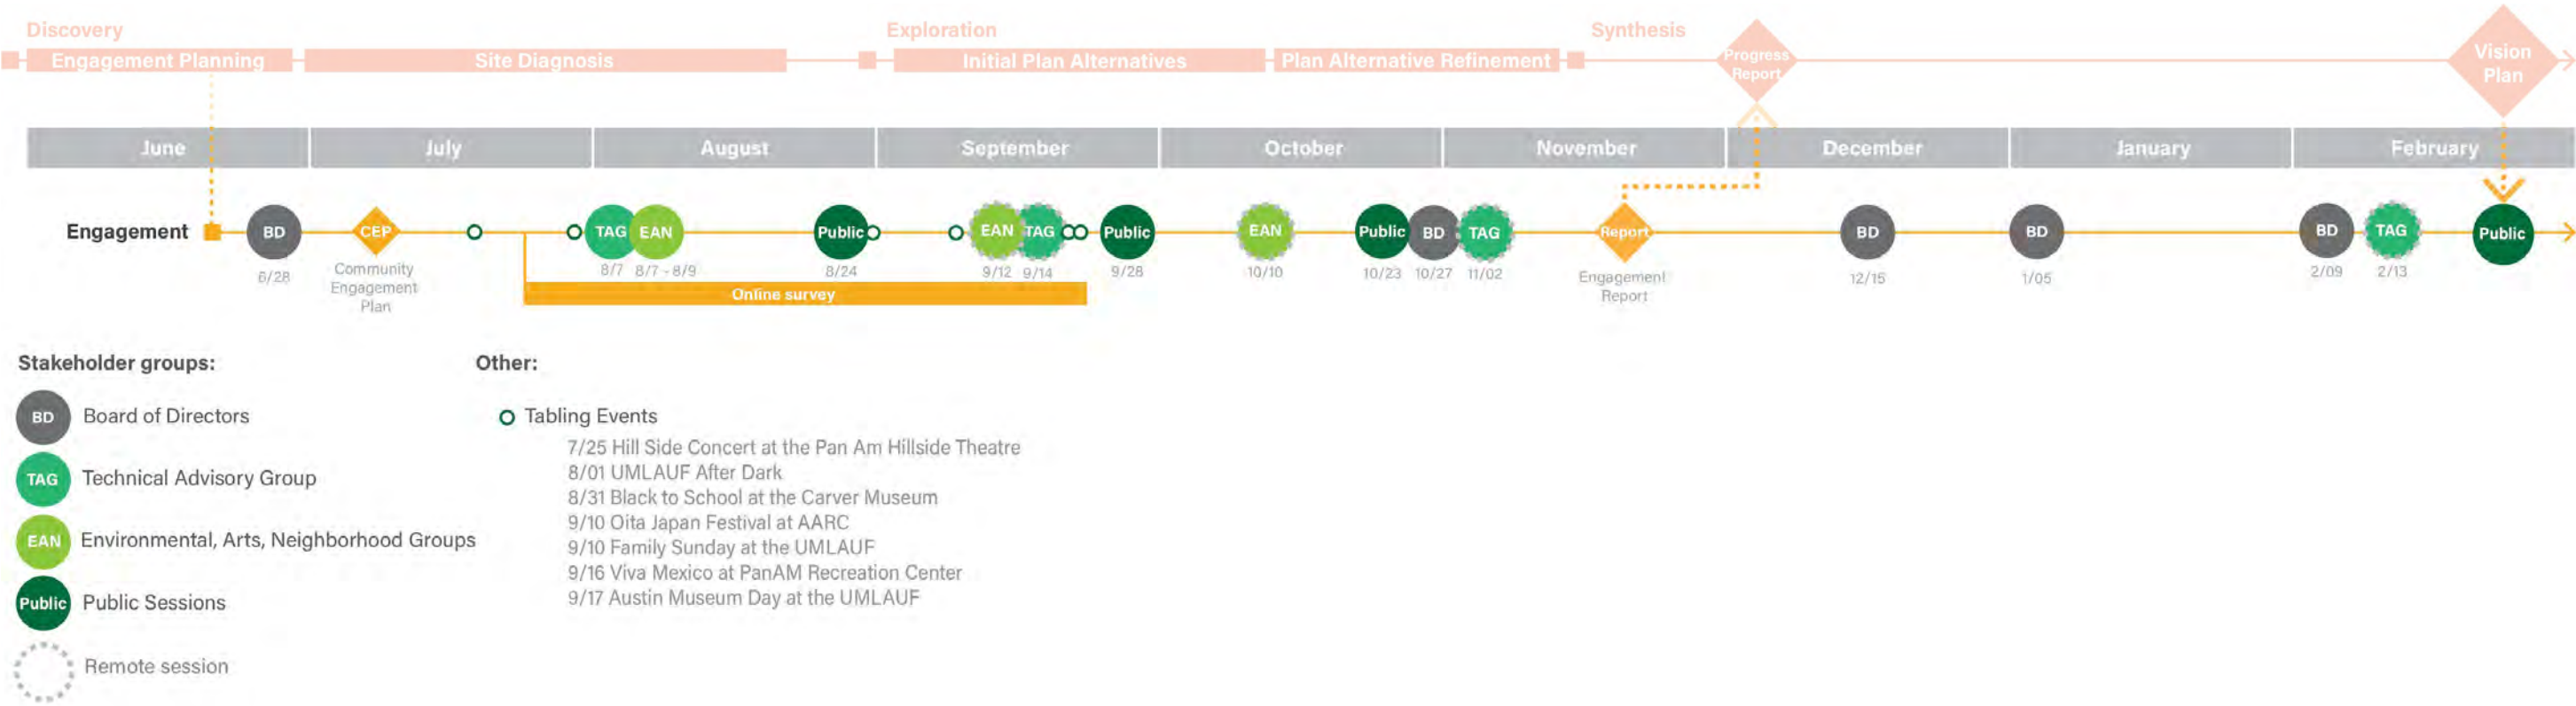 Discovery
Exploration
Synthesis
Engagement Planning
Site Diagnosis
Initial Plan Alternatives
Plan Alternative Refinement
Progress
Report
Vision
Plan
June
July
August
September
October
November
December
January
February
Engagement
BD
CEP
TAG
EAN
Public
EAN
TAG
Public
EAN
Public
BD
TAG
Report
BD
BD
BD
TAG
Public
6/28
Community
Engagement
Plan
8/7
8/7 - 8/9
8/24
9/12
9/14
9/28
10/10
10/23
10/27
11/02
Engagement
Report
12/15
1/05
2/09
2/13
Online survey
Stakeholder groups:
BD Board of Directors
TAG Technical Advisory Group
EAN Environmental, Arts, Neighborhood Groups
Public Public Sessions
Remote session
Other:
Tabling Events
7/25 Hill Side Concert at the Pan Am Hillside Theatre
8/01 UMLAUF After Dark
8/31 Black to School at the Carver Museum
9/10 Oita Japan Festival at AARC
9/10 Family Sunday at the UMLAUF
9/16 Viva Mexico at PanAM Recreation Center
9/17 Austin Museum Day at the UMLAUF